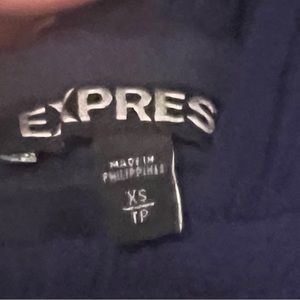 EXPRES
MADE IN
PHILIPPINES
XS
TP